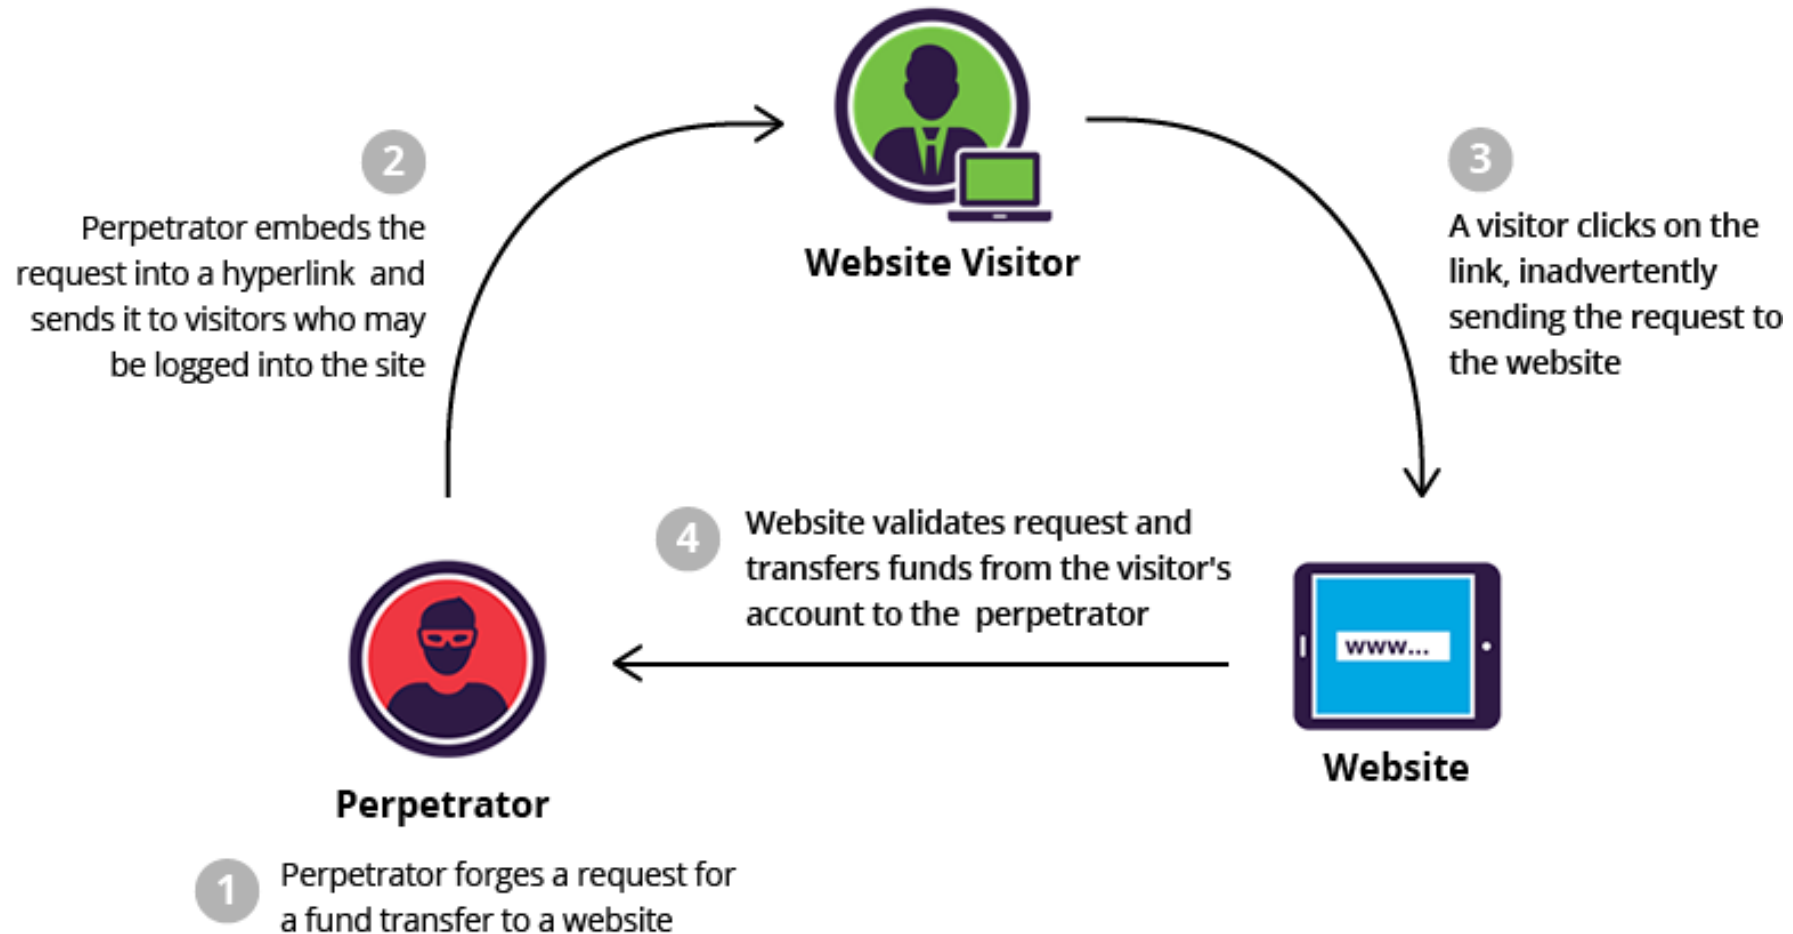 2
Perpetrator embeds the
request into a hyperlink and
sends it to visitors who may
be logged into the site
Website Visitor
3
A visitor clicks on the
link, inadvertently
sending the request to
the website
4
Website validates request and
transfers funds from the visitor's
account to the perpetrator
www...
Website
Perpetrator
1
Perpetrator forges a request for
a fund transfer to a website